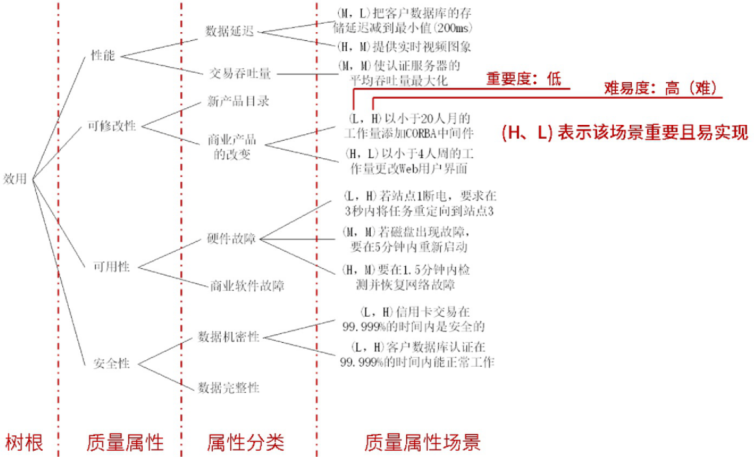 (M, L)把客户数据库的存
储延迟减到最小值(200ms)
数据延迟
(H, M)提供实时视频图象
性能
(M, M)使认证服务器的
平均吞吐量最大化
交易吞吐量
重要度：低
难易度：高（难）
新产品目录
可修改性
(L, H)以小于20人月的
工作量添加CORBA中间件
商业产品
的改变
(H、L) 表示该场景重要且易实现
(H, L)以小于4人周的工
作量更改Web用户界面
效用
(L, H)若站点1断电，要求在
3秒内将任务重定向到站点3
硬件故障
(M, M)若磁盘出现故障，
要在5分钟内重新启动
可用性
(H, M)要在1.5分钟内检
测并恢复网络故障
商业软件故障
(L, H)信用卡交易在
99.999%的时间内是安全的
数据机密性
(L, H)客户数据库认证在
99.999%的时间内能正常工作
安全性
数据完整性
树根
质量属性
属性分类
质量属性场景